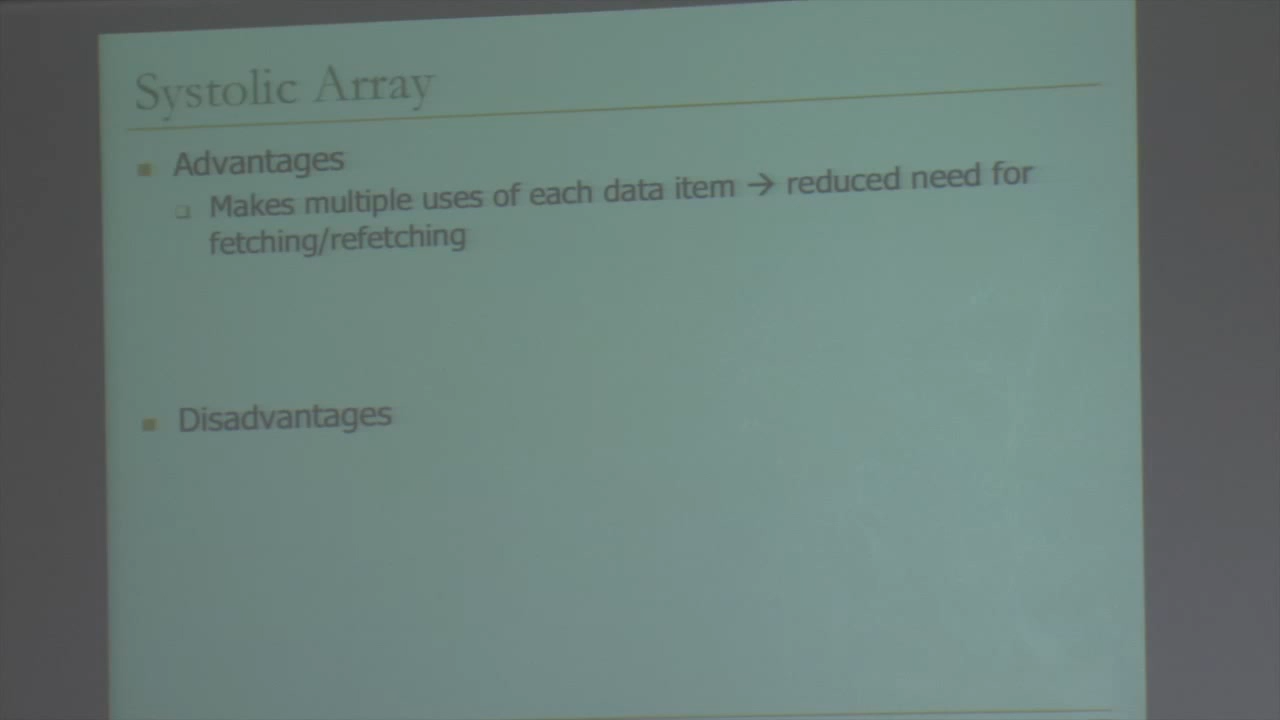 Systolic Array
Advantages
Makes multiple uses of each data item → reduced need for
fetching/refetching
Disadvantages